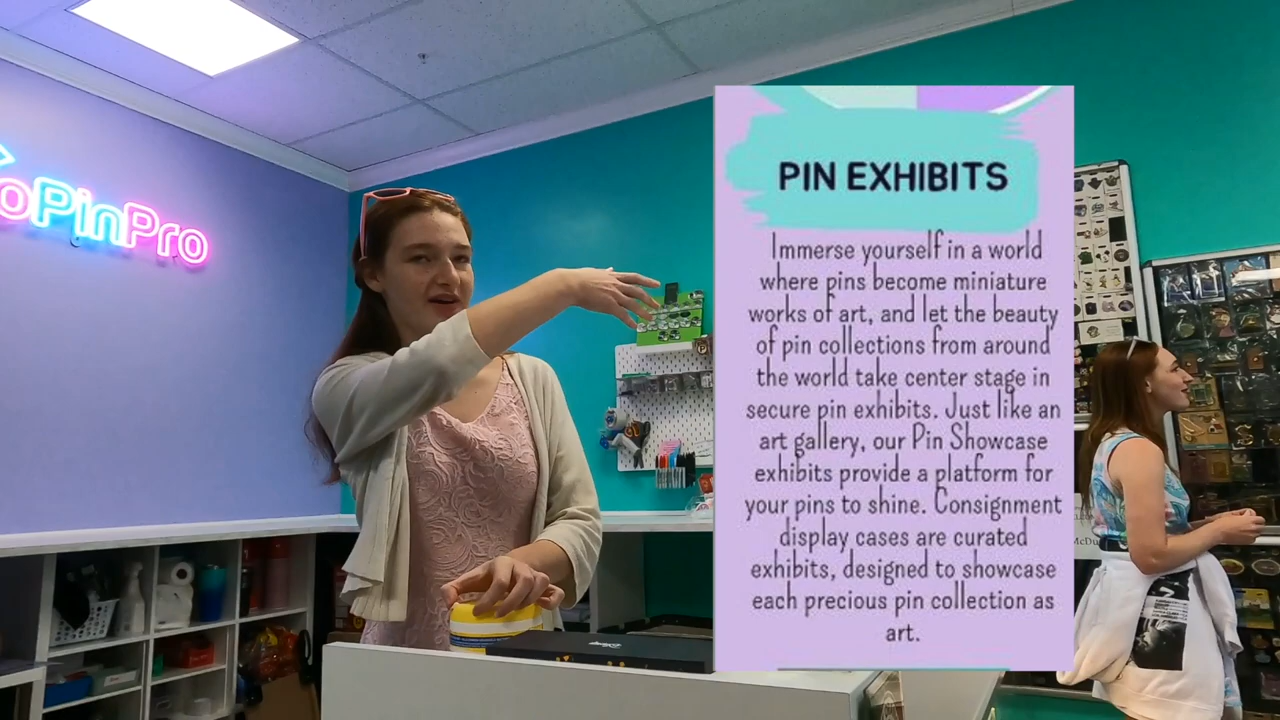 oPinPro
PIN EXHIBITS
Immerse yourself in a world
where pins become miniature
works of art, and let the beauty
of pin collections from around
the world take center stage in
secure pin exhibits. Just like an
art gallery, our Pin Showcase
exhibits provide a platform for
your pins to shine. Consignment
display cases are curated
exhibits, designed to showcase
each precious pin collection as
art.
McDu
Disney